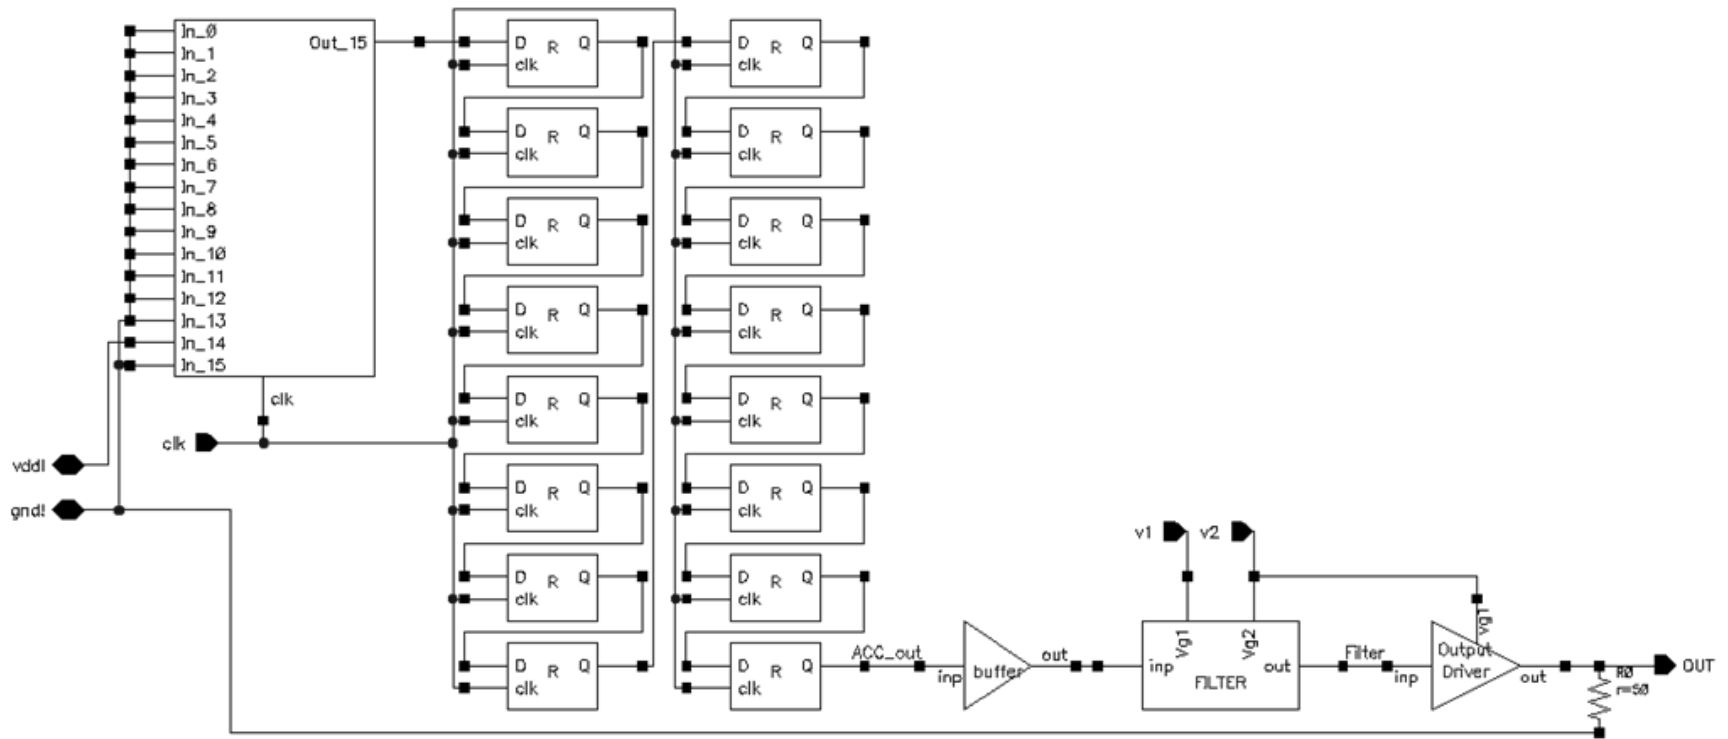 In_0
In_1
In_2
In_3
In_4
In_5
In_6
In_7
In_8
In_9
In_10
In_11
In_12
In_13
In_14
In_15
Out_15
clk
clk
vdd!
gnd!
D R Q
clk
D R Q
clk
D R Q
clk
D R Q
clk
D R Q
clk
D R Q
clk
D R Q
clk
D R Q
clk
D R Q
clk
D R Q
clk
D R Q
clk
D R Q
clk
D R Q
clk
D R Q
clk
D R Q
clk
D R Q
clk
ACC_out
inp buffer out
v1 v2
Vg1 Vg2
inp out
FILTER
Filter
inp
Vg1
Output
Driver
out
R0
r=50
OUT